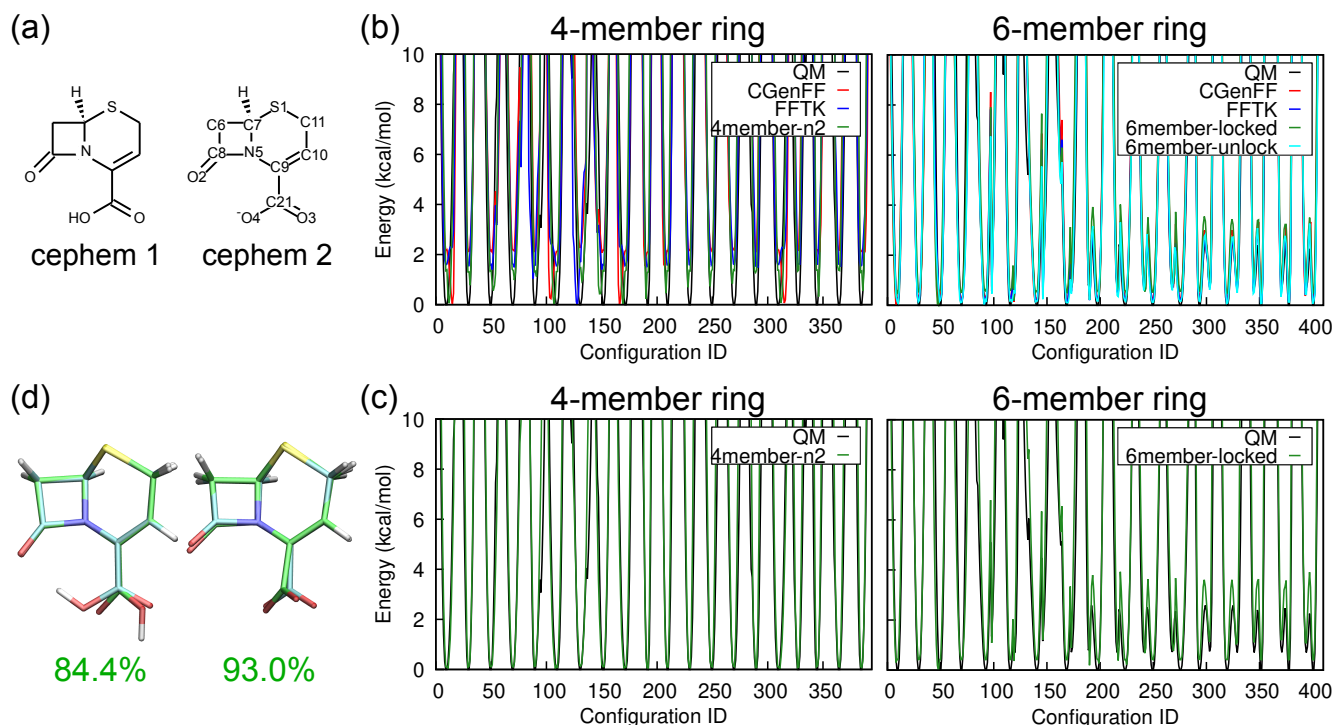 (a)
H
S
N
O
HO
O
cephem 1
H
S1
C6
C7
C11
C8
N5
C10
O2
C9
C21
-O4
O3
cephem 2
(b)
4-member ring
QM
CGenFF
FFTK
4member-n2
Energy (kcal/mol)
10
8
6
4
2
0
0 50 100 150 200 250 300 350
Configuration ID
6-member ring
QM
CGenFF
FFTK
6member-locked
6member-unlock
0 50 100 150 200 250 300 350 400
Configuration ID
(d)
84.4%
93.0%
(c)
4-member ring
QM
4member-n2
Energy (kcal/mol)
10
8
6
4
2
0
0 50 100 150 200 250 300 350
Configuration ID
6-member ring
QM
6member-locked
0 50 100 150 200 250 300 350 400
Configuration ID